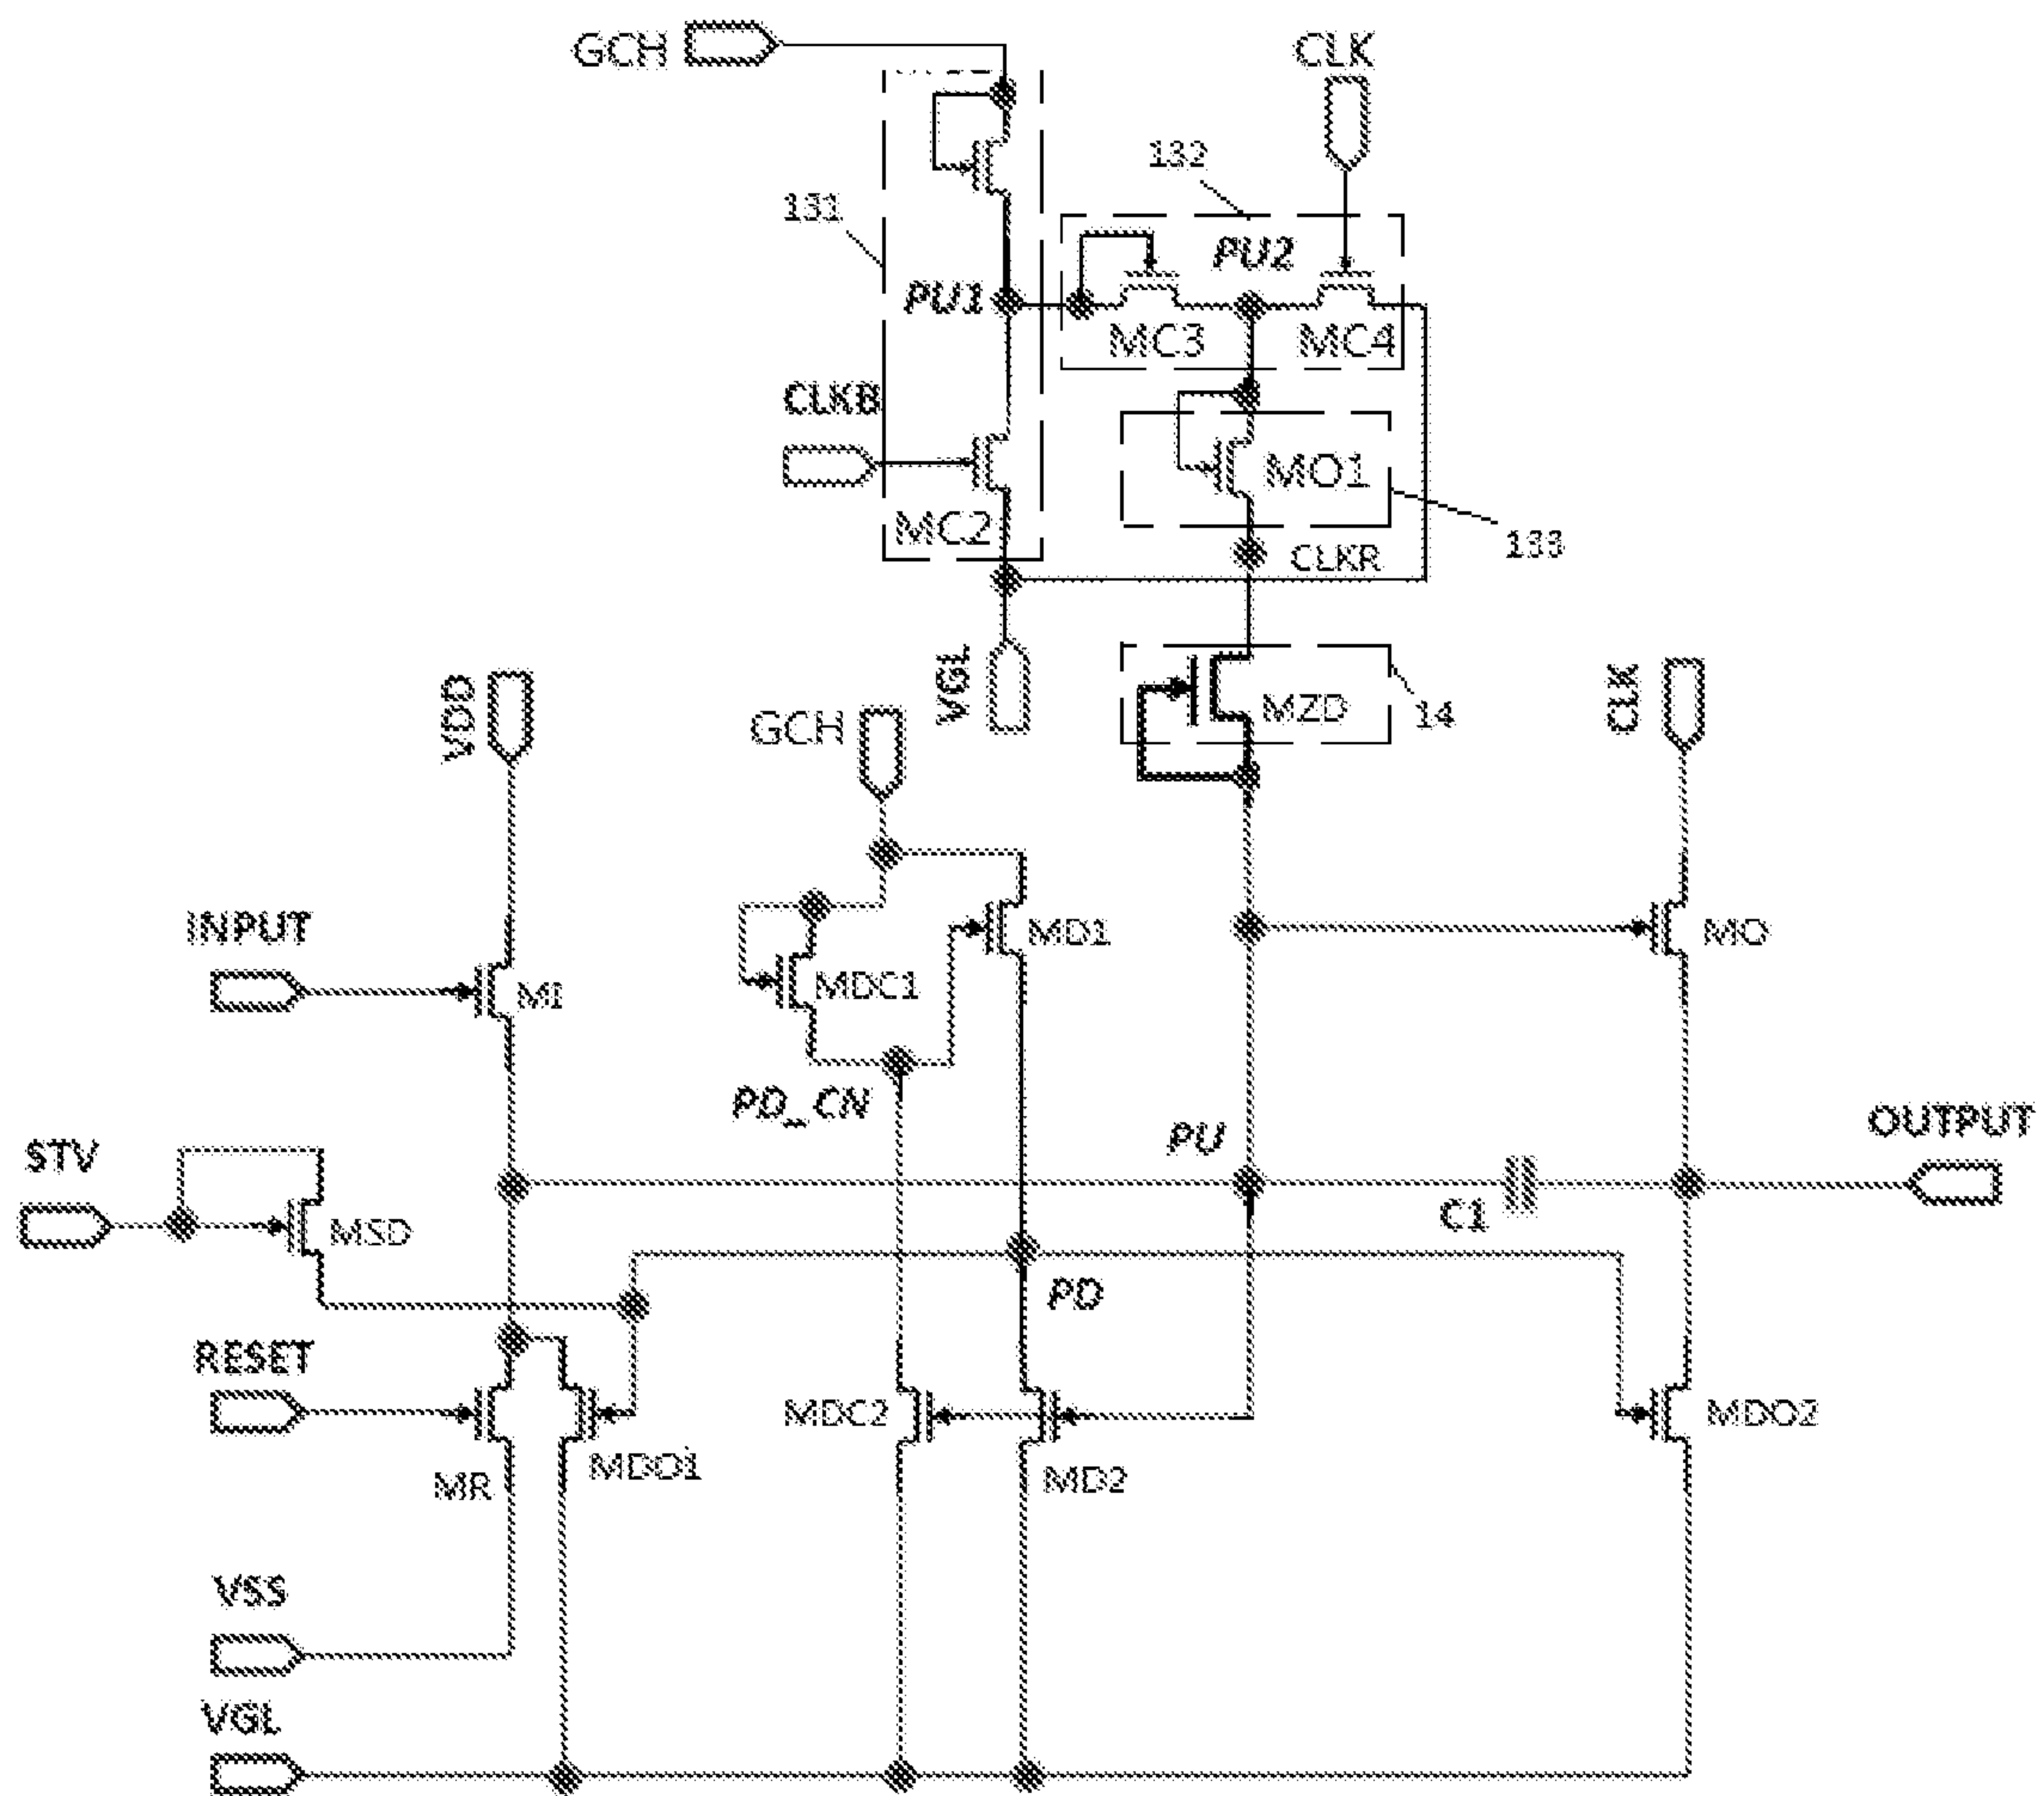 GCH
CLK
132
131
PU2
PU1
MC3
MC4
CLKB
MO1
MC2
133
CLKR
VGL
VDD
CLK
MZD
14
GCH
INPUT
MD1
MO
MDC1
MI
PD_CN
PU
OUTPUT
STV
C1
MSD
PD
RESET
MDC2
MDO2
MDO1
MR
MD2
VSS
VGL